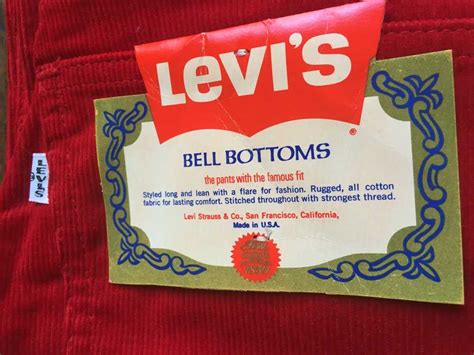 LEVI'S
®
BELL BOTTOMS
the pants with the famous fit
Styled long and lean with a flare for fashion. Rugged, all cotton
fabric for lasting comfort. Stitched throughout with strongest thread.
Levi Strauss & Co., San Francisco, California,
Made in U.S.A.
LEVI'S